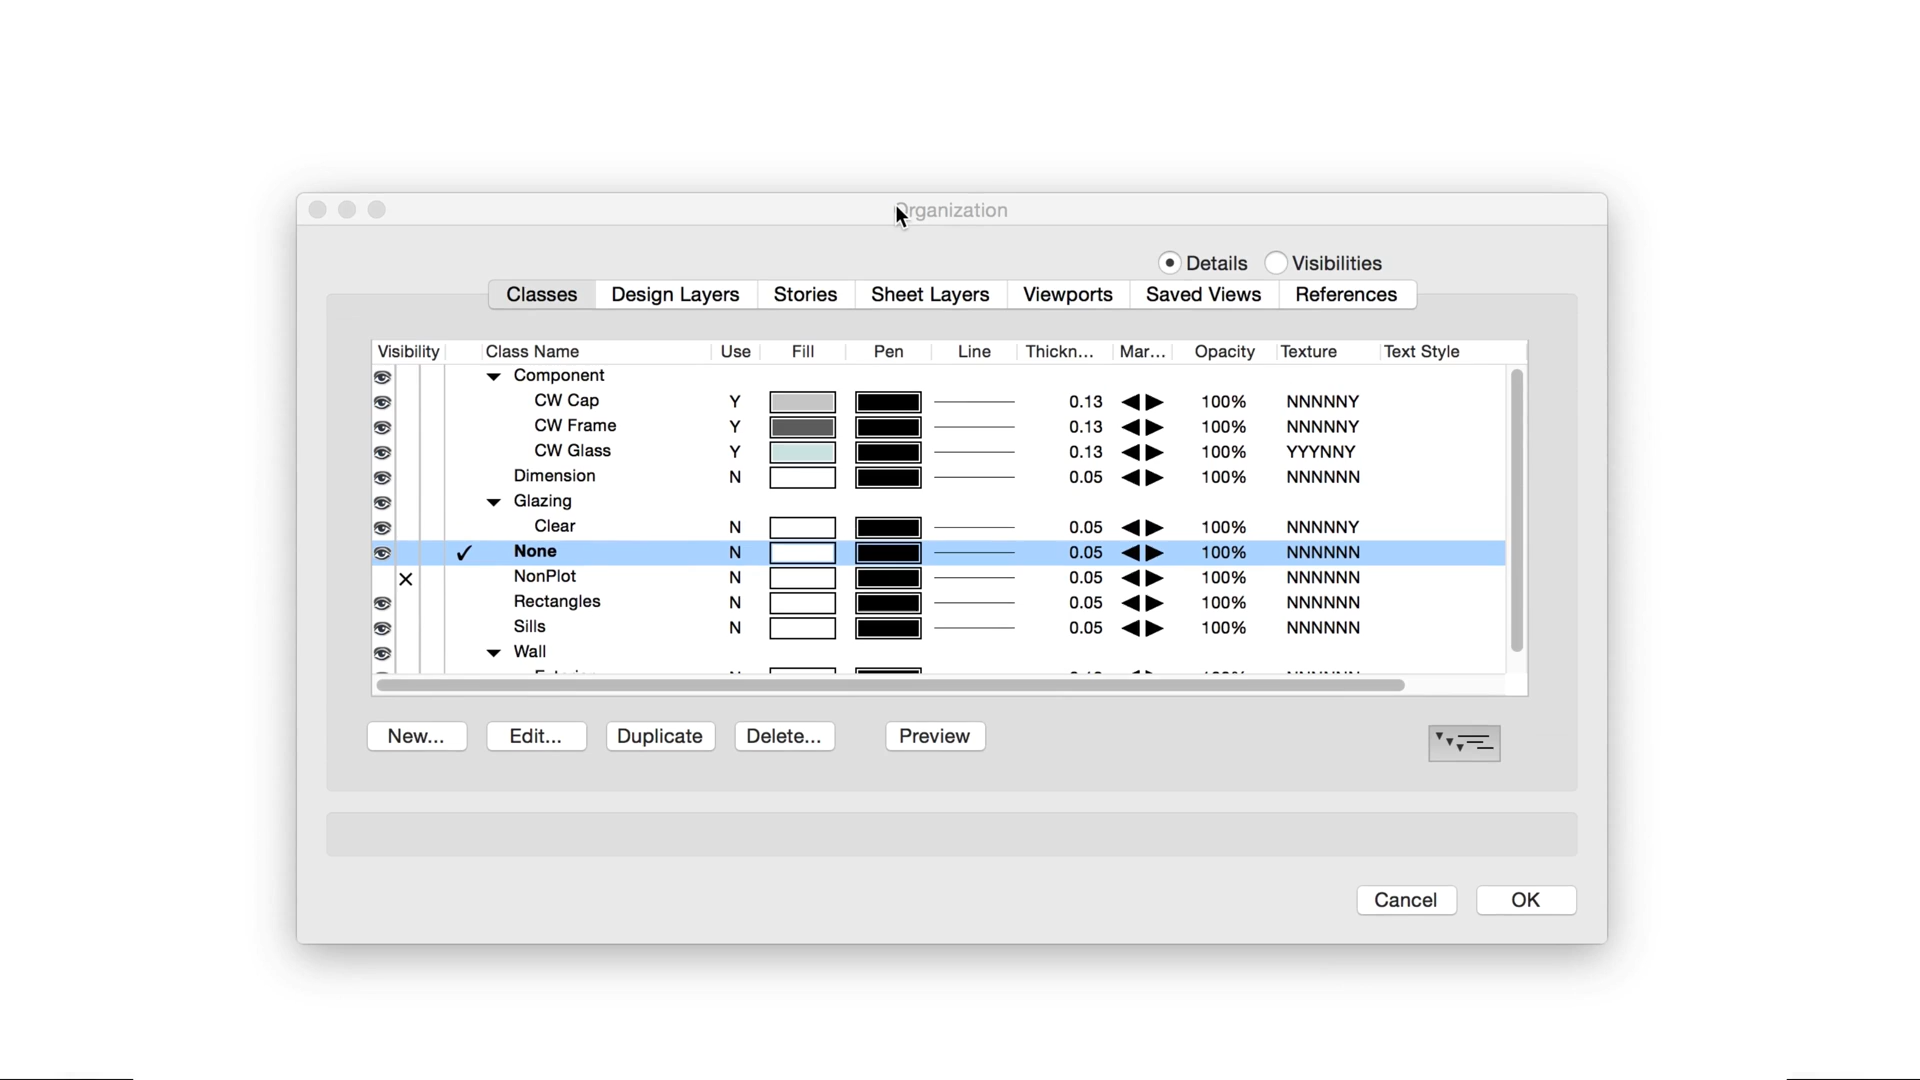 Organization
Details Visibilities
Classes Design Layers Stories Sheet Layers Viewports Saved Views References
Visibility Class Name Use Fill Pen Line Thickn... Mar... Opacity Texture Text Style
Component
CW Cap Y 0.13 100% NNNNNY
CW Frame Y 0.13 100% NNNNNY
CW Glass Y 0.13 100% YYYNNY
Dimension N 0.05 100% NNNNNN
Glazing
Clear N 0.05 100% NNNNNY
None N 0.05 100% NNNNNN
NonPlot N 0.05 100% NNNNNN
Rectangles N 0.05 100% NNNNNN
Sills N 0.05 100% NNNNNN
Wall
New... Edit... Duplicate Delete... Preview
Cancel OK